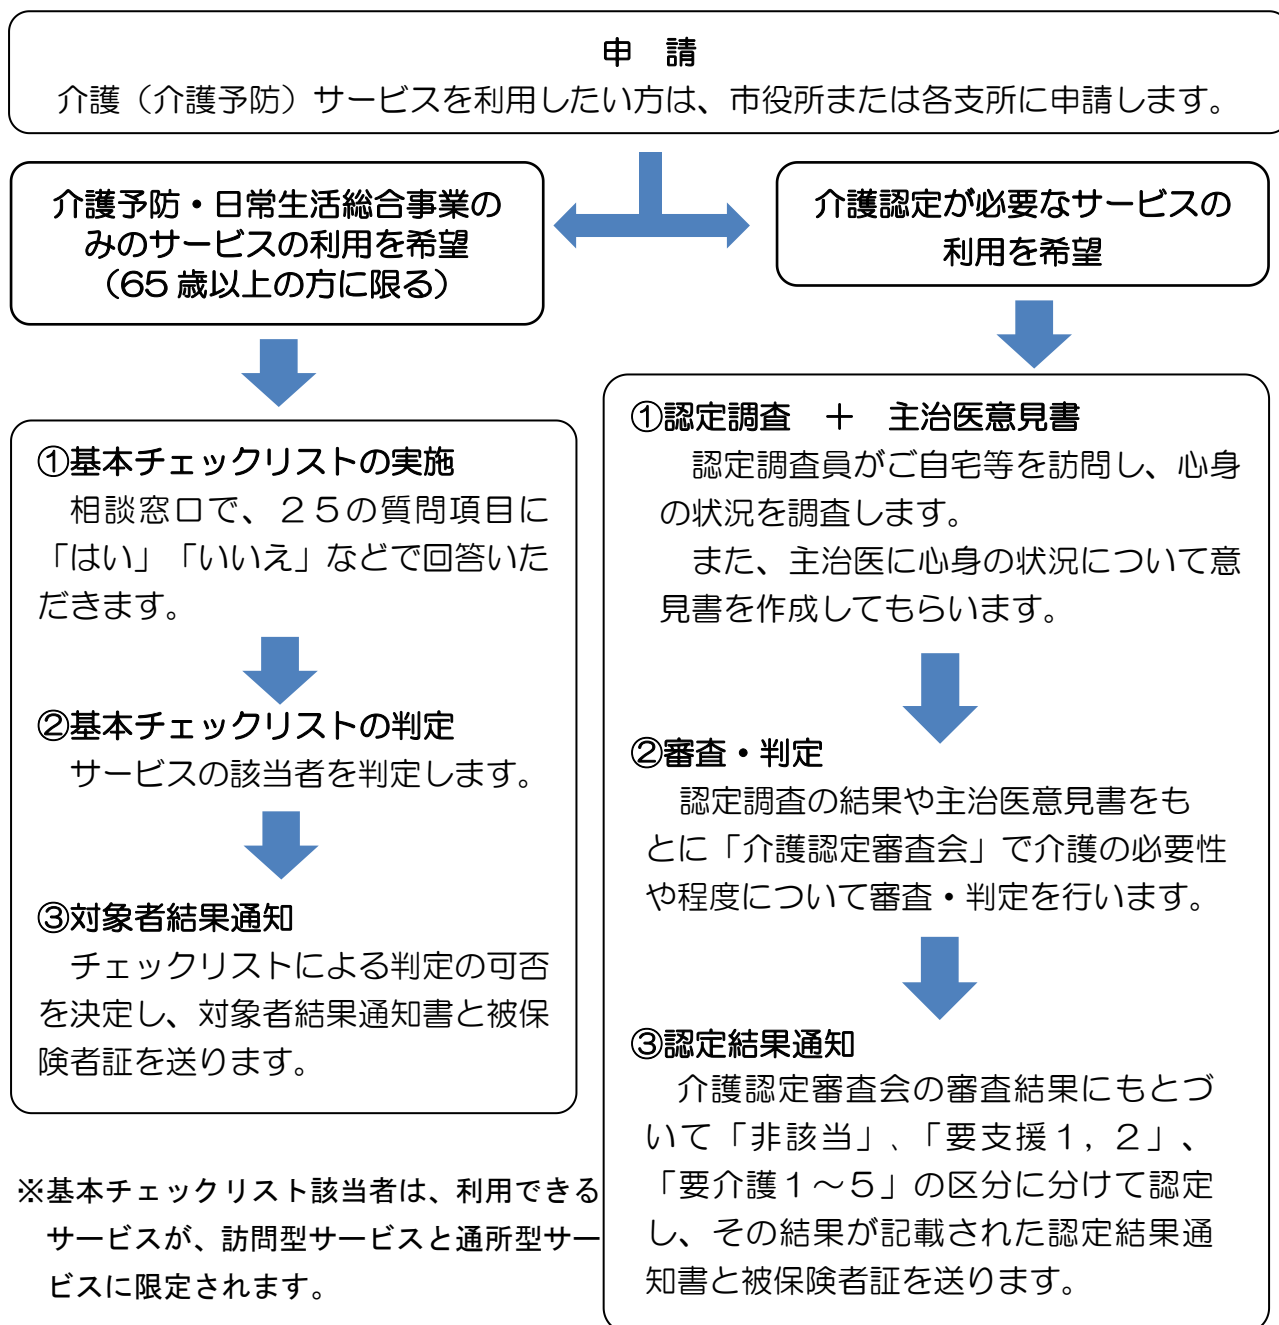 申　請
介護（介護予防）サービスを利用したい方は、市役所または各支所に申請します。
介護予防・日常生活総合事業の
みのサービスの利用を希望
（65 歳以上の方に限る）
①基本チェックリストの実施
相談窓口で、２５の質問項目に
「はい」「いいえ」などで回答いた
だきます。
②基本チェックリストの判定
サービスの該当者を判定します。
③対象者結果通知
チェックリストによる判定の可否
を決定し、対象者結果通知書と被保
険者証を送ります。
※基本チェックリスト該当者は、利用できる
サービスが、訪問型サービスと通所型サー
ビスに限定されます。
介護認定が必要なサービスの
利用を希望
①認定調査　＋　主治医意見書
認定調査員がご自宅等を訪問し、心身
の状況を調査します。
また、主治医に心身の状況について意
見書を作成してもらいます。
②審査・判定
認定調査の結果や主治医意見書をも
とに「介護認定審査会」で介護の必要性
や程度について審査・判定を行います。
③認定結果通知
介護認定審査会の審査結果にもとづ
いて「非該当」、「要支援１，２」、
「要介護１～５」の区分に分けて認定
し、その結果が記載された認定結果通
知書と被保険者証を送ります。